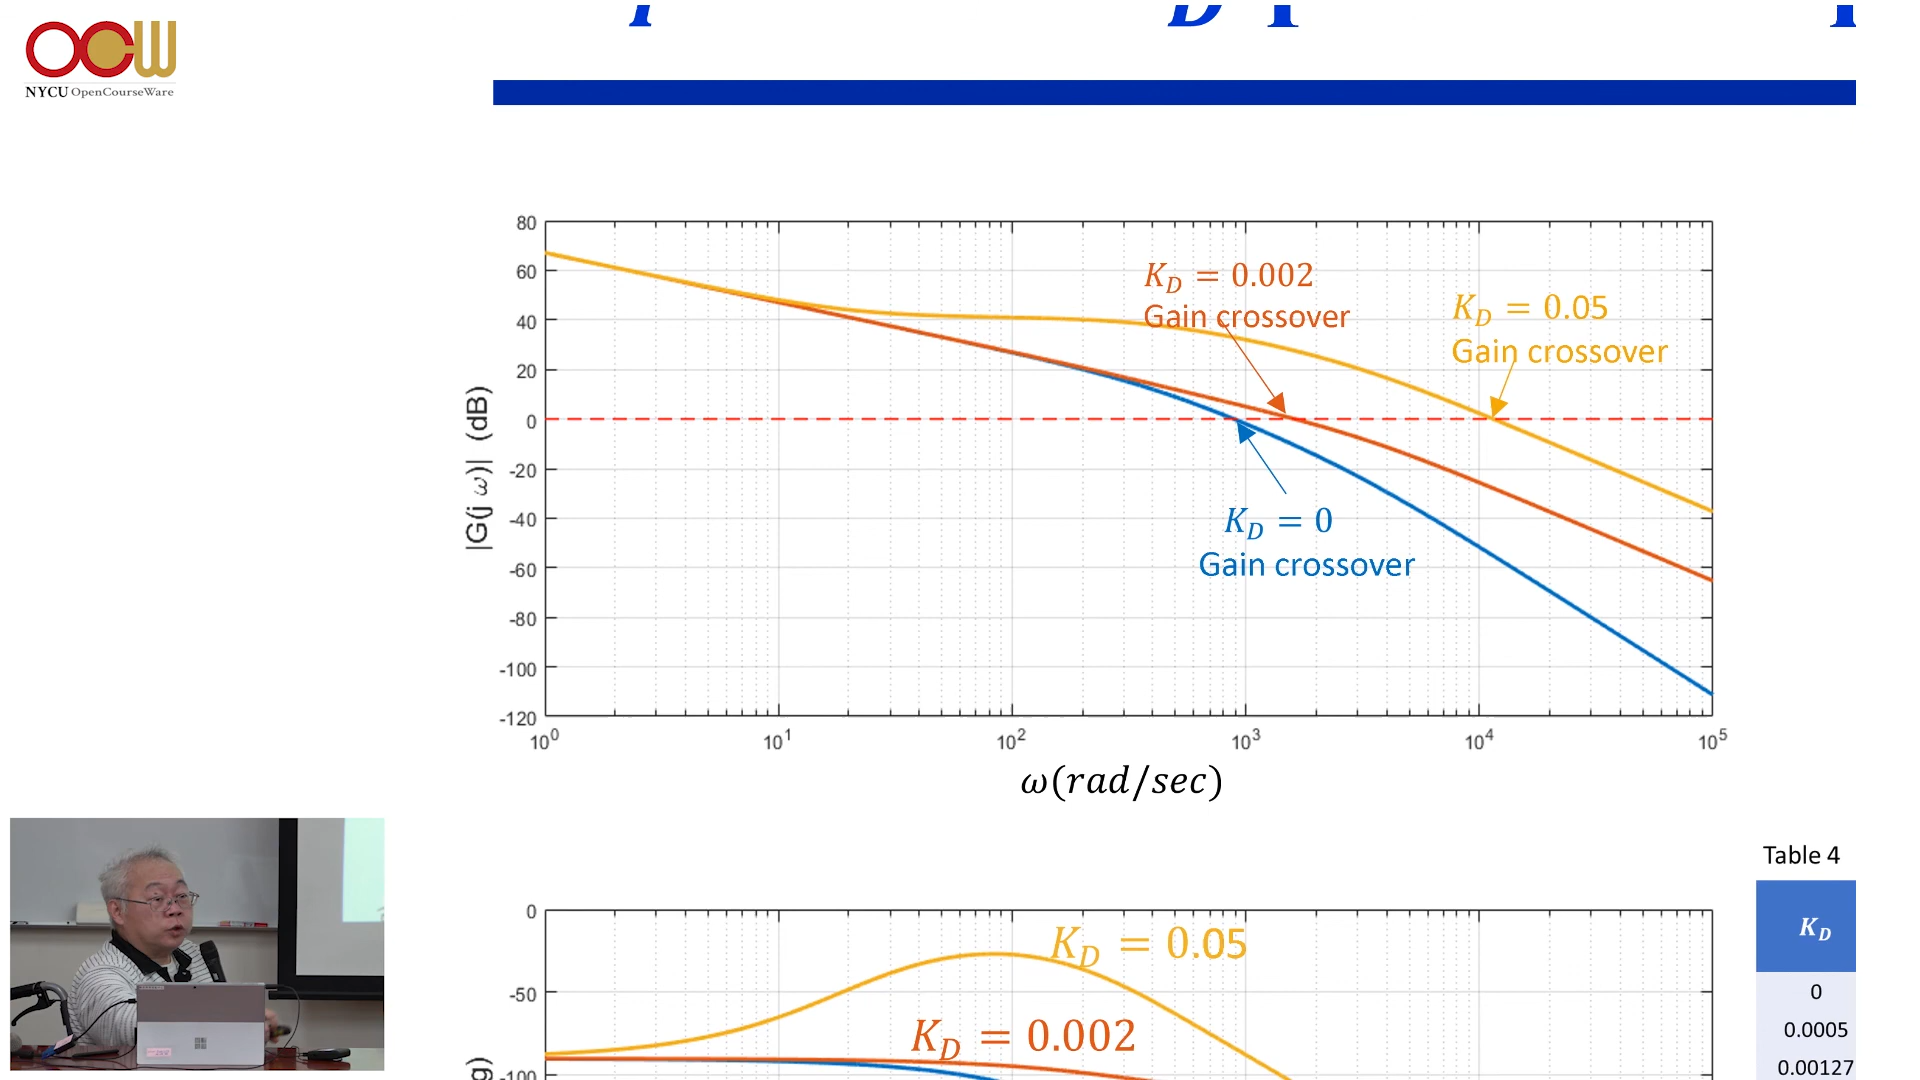 NYCU OpenCourseWare
80
60
40
20
0
-20
-40
-60
-80
-100
-120
|G(j ω)| (dB)
K_D = 0.002
Gain crossover
K_D = 0.05
Gain crossover
K_D = 0
Gain crossover
10^0 10^1 10^2 10^3 10^4 10^5
ω(rad/sec)
Table 4
K_D
0
0.0005
0.00127
0
-50
-100
K_D = 0.05
K_D = 0.002